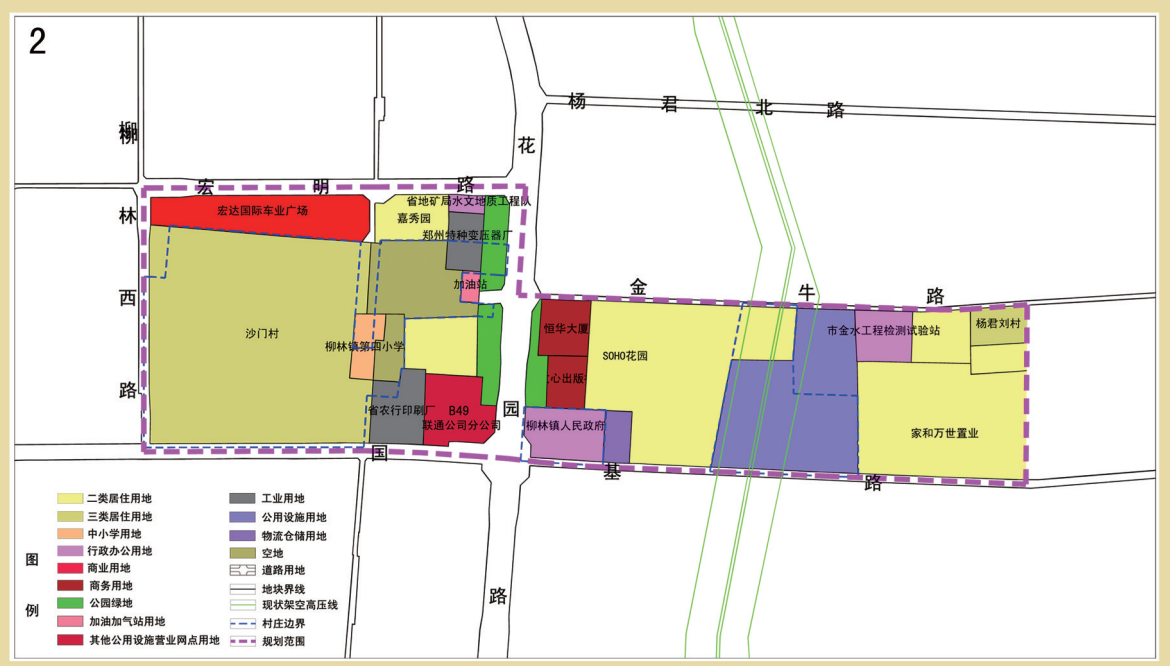 2
杨君北路
柳林西路
花园路
宏明路
省地矿局水文地质工程队
宏达国际车业广场
嘉秀园
郑州特种变压器厂
加油站
金牛路
沙门村
柳林镇第四小学
恒华大厦
SOHO花园
市金水工程检测试验站
杨君刘村
心出版
省农行印刷厂
B49
联通公司分公司
柳林镇人民政府
家和万世置业
国基路
图例
二类居住用地
三类居住用地
中小学用地
行政办公用地
商业用地
商务用地
公园绿地
加油加气站用地
其他公用设施营业网点用地
工业用地
公用设施用地
物流仓储用地
空地
道路用地
地块界线
现状架空高压线
村庄边界
规划范围